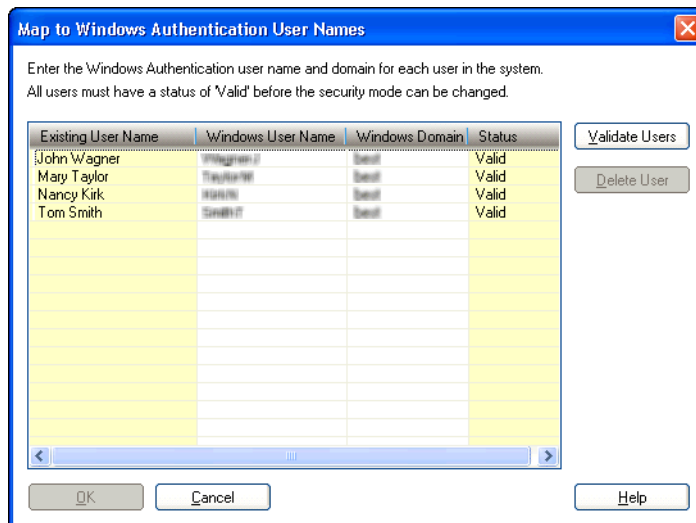 Map to Windows Authentication User Names
Enter the Windows Authentication user name and domain for each user in the system.
All users must have a status of 'Valid' before the security mode can be changed.
Existing User Name Windows User Name Windows Domain Status
John Wagner Valid
Mary Taylor Valid
Nancy Kirk Valid
Tom Smith Valid
Validate Users
Delete User
OK Cancel Help